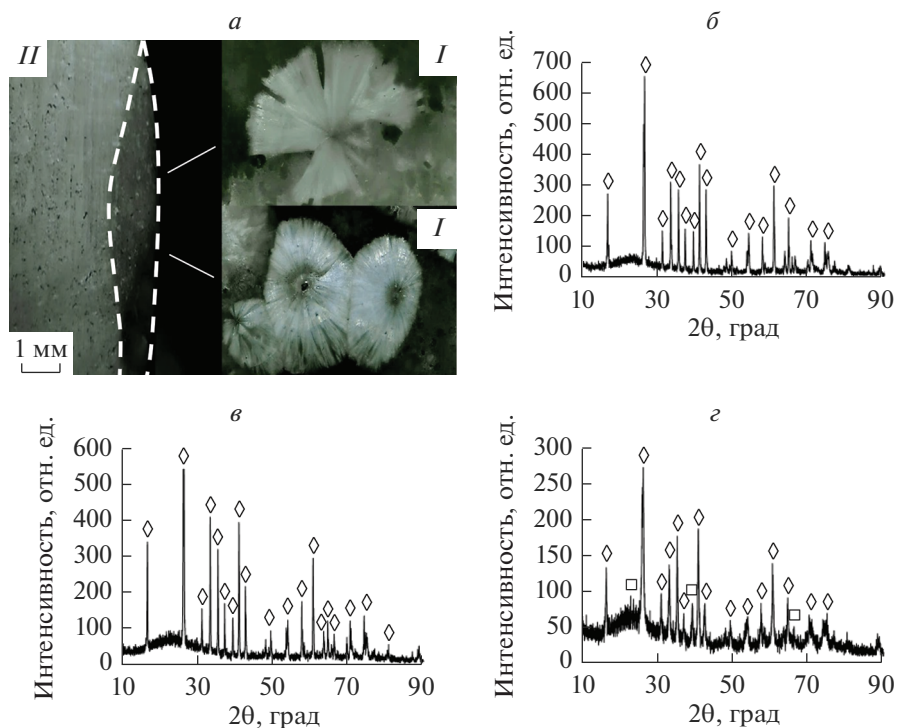 а
II
I
I
1 мм
б
Интенсивность, отн. ед.
700
600
500
400
300
200
100
0
10 30 50 70 90
2θ, град
в
Интенсивность, отн. ед.
600
500
400
300
200
100
0
10 30 50 70 90
2θ, град
г
Интенсивность, отн. ед.
300
250
200
150
100
50
0
10 30 50 70 90
2θ, град